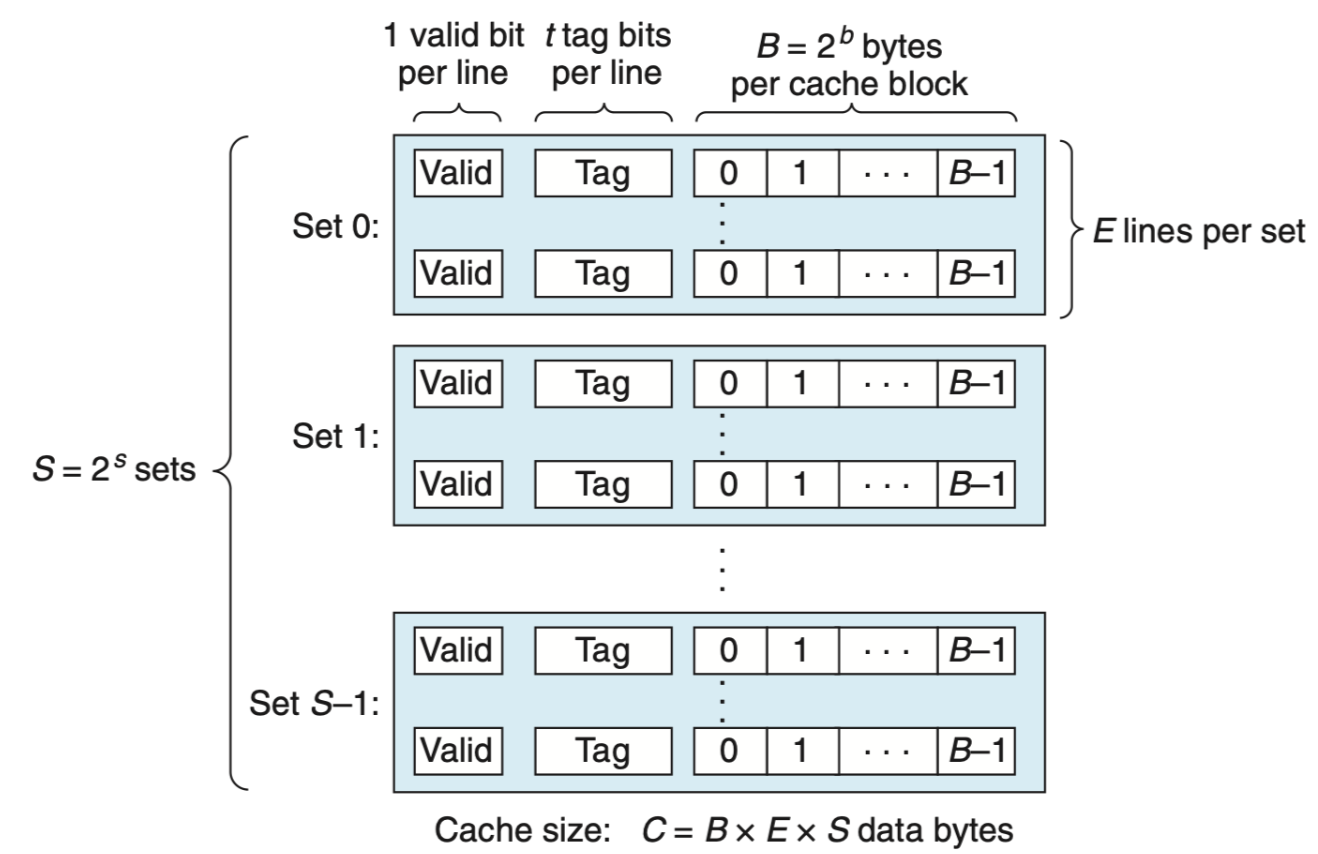 1 valid bit per line
t tag bits per line
B = 2^b bytes per cache block
Valid Tag 0 1 · · · B–1
Set 0:
Valid Tag 0 1 · · · B–1
E lines per set
Valid Tag 0 1 · · · B–1
Set 1:
Valid Tag 0 1 · · · B–1
S = 2^s sets
Valid Tag 0 1 · · · B–1
Set S–1:
Valid Tag 0 1 · · · B–1
Cache size: C = B × E × S data bytes